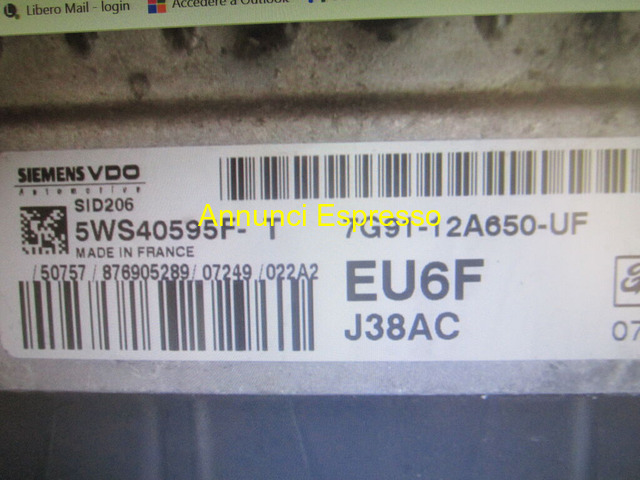 Libero Mail - login
Accedere a Outlook
SIEMENS VDO
Automotive
SID206
5WS40595F- T 7G91-12A650-UF
Annunci Espresso
MADE IN FRANCE
/50757/876905289/07249/022A2
EU6F
J38AC
07